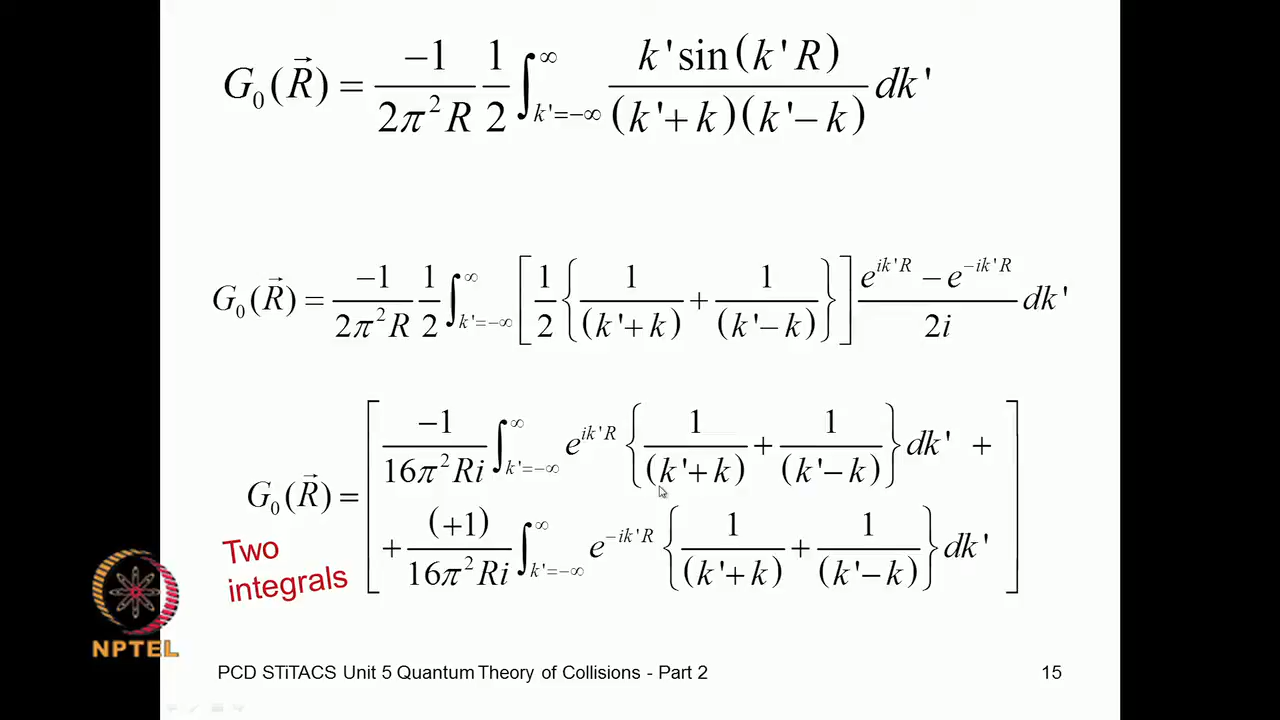 G₀(R⃗) = −1/(2π²R) 1/2 ∫_{k'=−∞}^{∞} k' sin(k'R)/((k'+k)(k'−k)) dk'
G₀(R⃗) = −1/(2π²R) 1/2 ∫_{k'=−∞}^{∞} [1/2 {1/(k'+k) + 1/(k'−k)}] (e^{ik'R} − e^{−ik'R})/(2i) dk'
G₀(R⃗) = [ −1/(16π²Ri) ∫_{k'=−∞}^{∞} e^{ik'R} {1/(k'+k) + 1/(k'−k)} dk' +
+ (+1)/(16π²Ri) ∫_{k'=−∞}^{∞} e^{−ik'R} {1/(k'+k) + 1/(k'−k)} dk' ]
Two
integrals
NPTEL
PCD STiTACS Unit 5 Quantum Theory of Collisions - Part 2
15